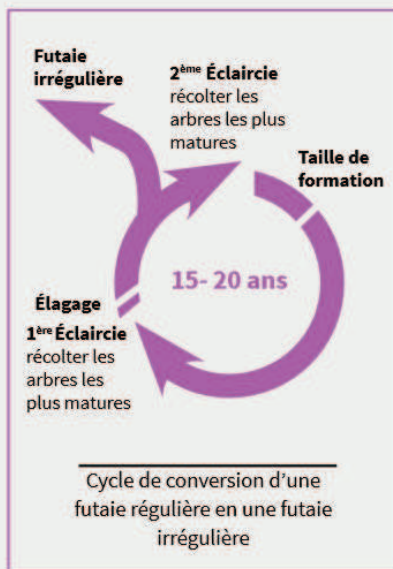 Futaie
irrégulière
2ème Éclaircie
récolter les
arbres les plus
matures
Taille de
formation
15- 20 ans
Élagage
1ère Éclaircie
récolter les
arbres les
plus matures
Cycle de conversion d'une
futaie régulière en une futaie
irrégulière